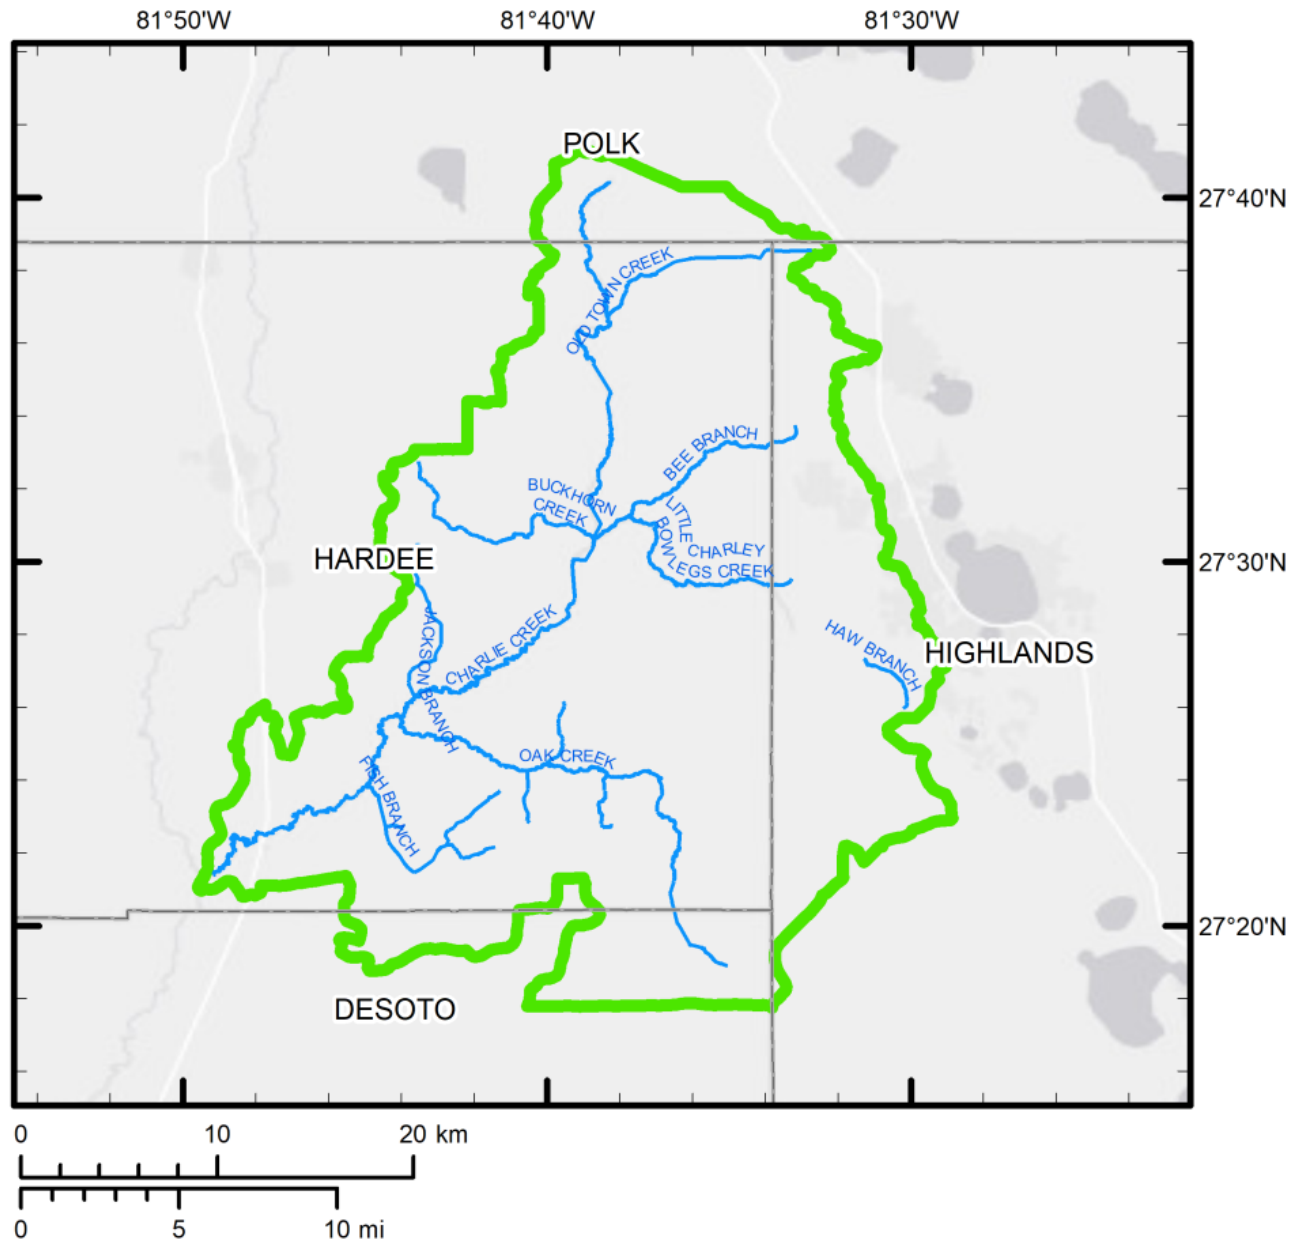 81°50'W 81°40'W 81°30'W
POLK
27°40'N
OLD TOWN CREEK
BEE BRANCH
BUCKHORN
CREEK
LITTLE
CHARLEY
BOWLEGS CREEK
HARDEE
27°30'N
JACKSON BRANCH
CHARLIE CREEK
HAW BRANCH
HIGHLANDS
OAK CREEK
FISH BRANCH
27°20'N
DESOTO
0 10 20 km
0 5 10 mi